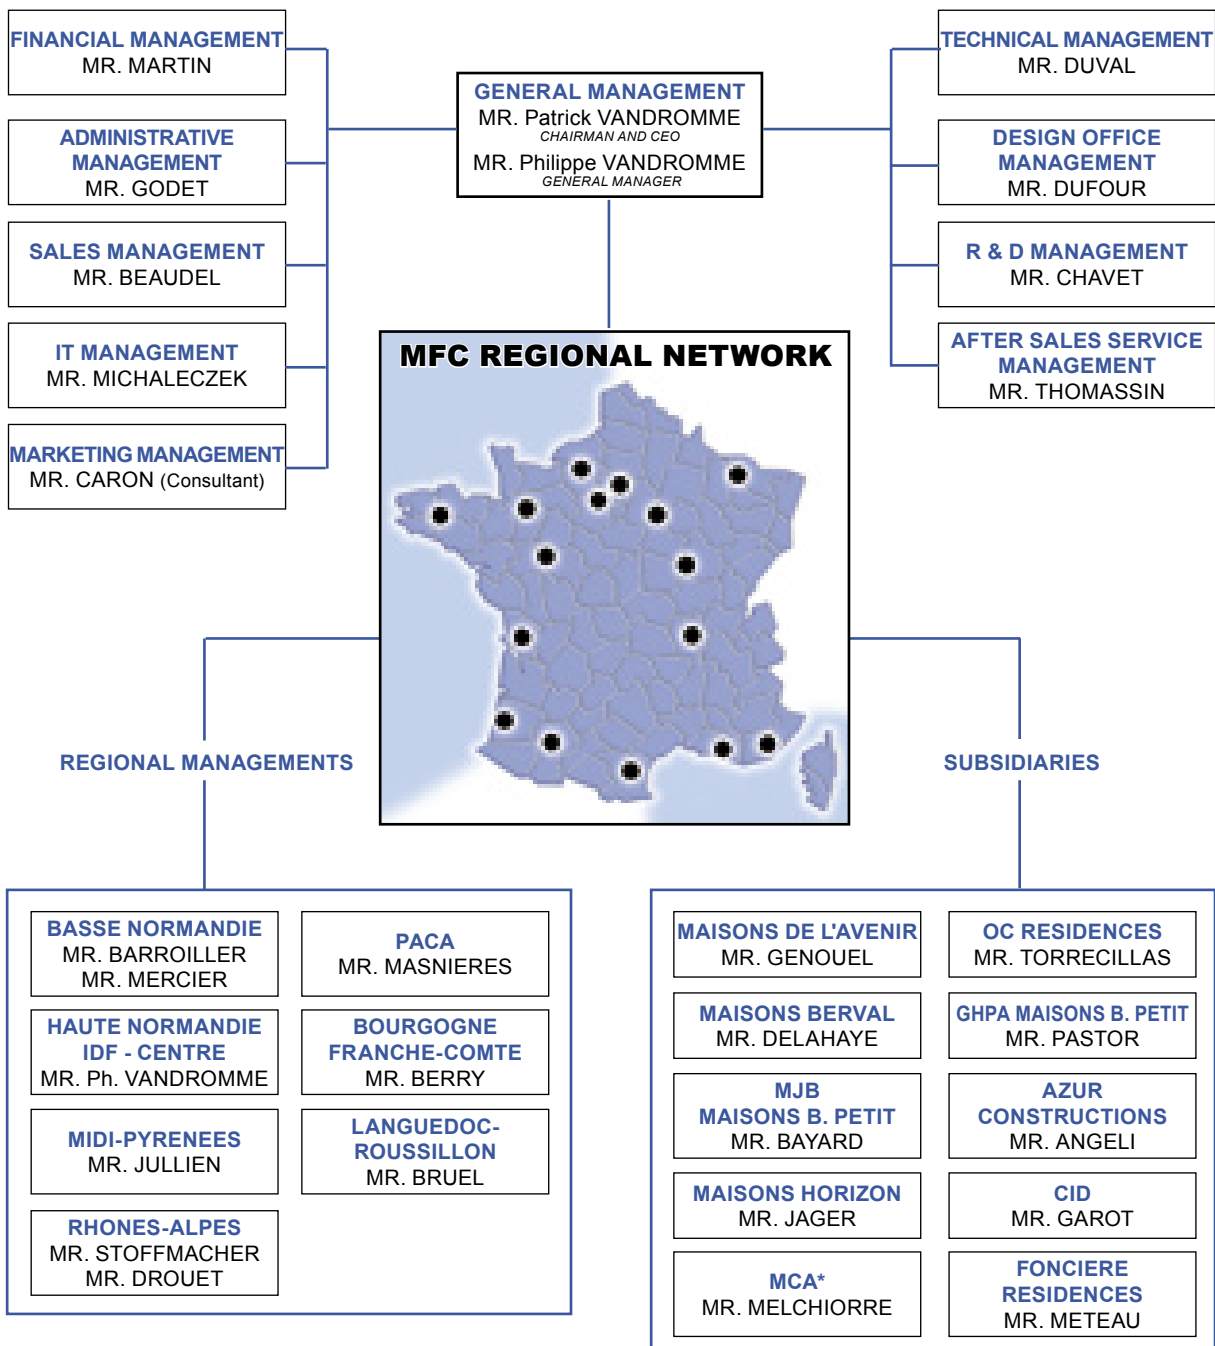 FINANCIAL MANAGEMENT
MR. MARTIN
ADMINISTRATIVE
MANAGEMENT
MR. GODET
SALES MANAGEMENT
MR. BEAUDEL
IT MANAGEMENT
MR. MICHALECZEK
MARKETING MANAGEMENT
MR. CARON (Consultant)
GENERAL MANAGEMENT
MR. Patrick VANDROMME
CHAIRMAN AND CEO
MR. Philippe VANDROMME
GENERAL MANAGER
TECHNICAL MANAGEMENT
MR. DUVAL
DESIGN OFFICE
MANAGEMENT
MR. DUFOUR
R & D MANAGEMENT
MR. CHAVET
AFTER SALES SERVICE
MANAGEMENT
MR. THOMASSIN
MFC REGIONAL NETWORK
REGIONAL MANAGEMENTS
SUBSIDIARIES
BASSE NORMANDIE
MR. BARROILLER
MR. MERCIER
HAUTE NORMANDIE
IDF - CENTRE
MR. Ph. VANDROMME
MIDI-PYRENEES
MR. JULLIEN
RHONES-ALPES
MR. STOFFMACHER
MR. DROUET
PACA
MR. MASNIERES
BOURGOGNE
FRANCHE-COMTE
MR. BERRY
LANGUEDOC-
ROUSSILLON
MR. BRUEL
MAISONS DE L'AVENIR
MR. GENOUEL
MAISONS BERVAL
MR. DELAHAYE
MJB
MAISONS B. PETIT
MR. BAYARD
MAISONS HORIZON
MR. JAGER
MCA*
MR. MELCHIORRE
OC RESIDENCES
MR. TORRECILLAS
GHPA MAISONS B. PETIT
MR. PASTOR
AZUR
CONSTRUCTIONS
MR. ANGELI
CID
MR. GAROT
FONCIERE
RESIDENCES
MR. METEAU